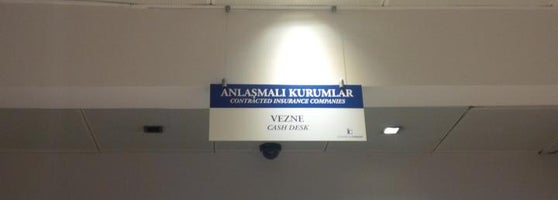 ANLAŞMALI KURUMLAR
CONTRACTED INSURANCE COMPANIES
VEZNE
CASH DESK